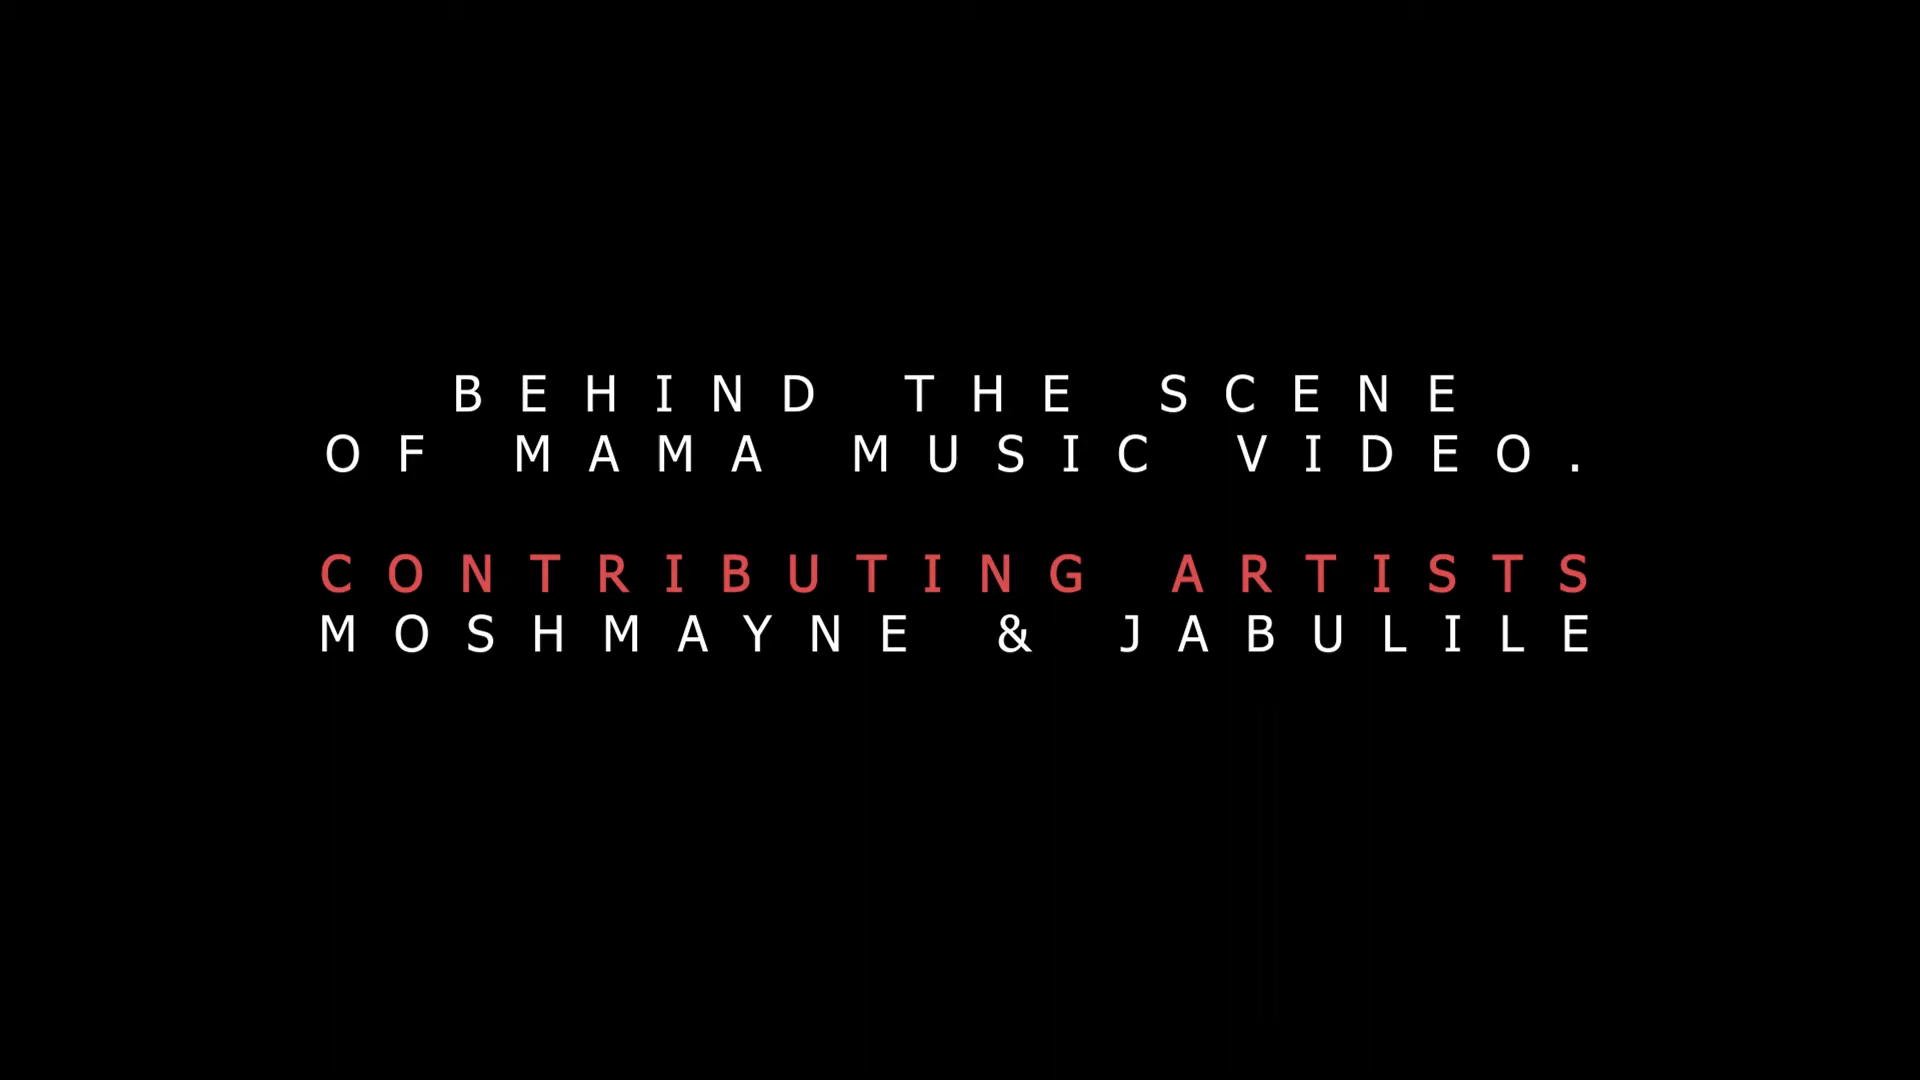 BEHIND THE SCENE
OF MAMA MUSIC VIDEO.
CONTRIBUTING ARTISTS
MOSHMAYNE & JABULILE